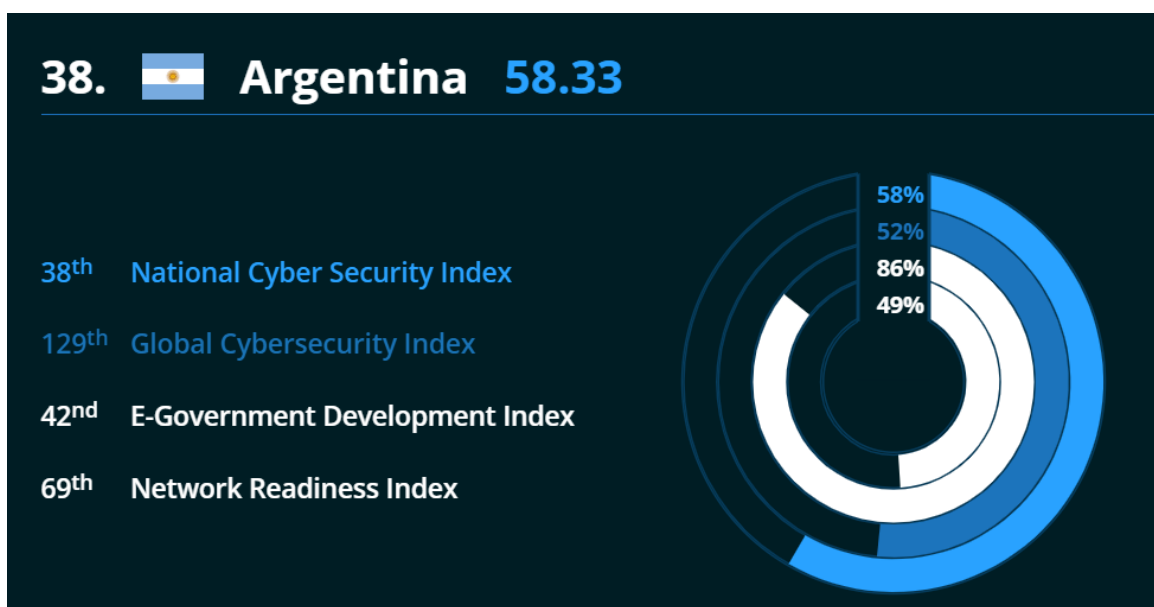 38. Argentina 58.33
58%
52%
86%
49%
38th National Cyber Security Index
129th Global Cybersecurity Index
42nd E-Government Development Index
69th Network Readiness Index